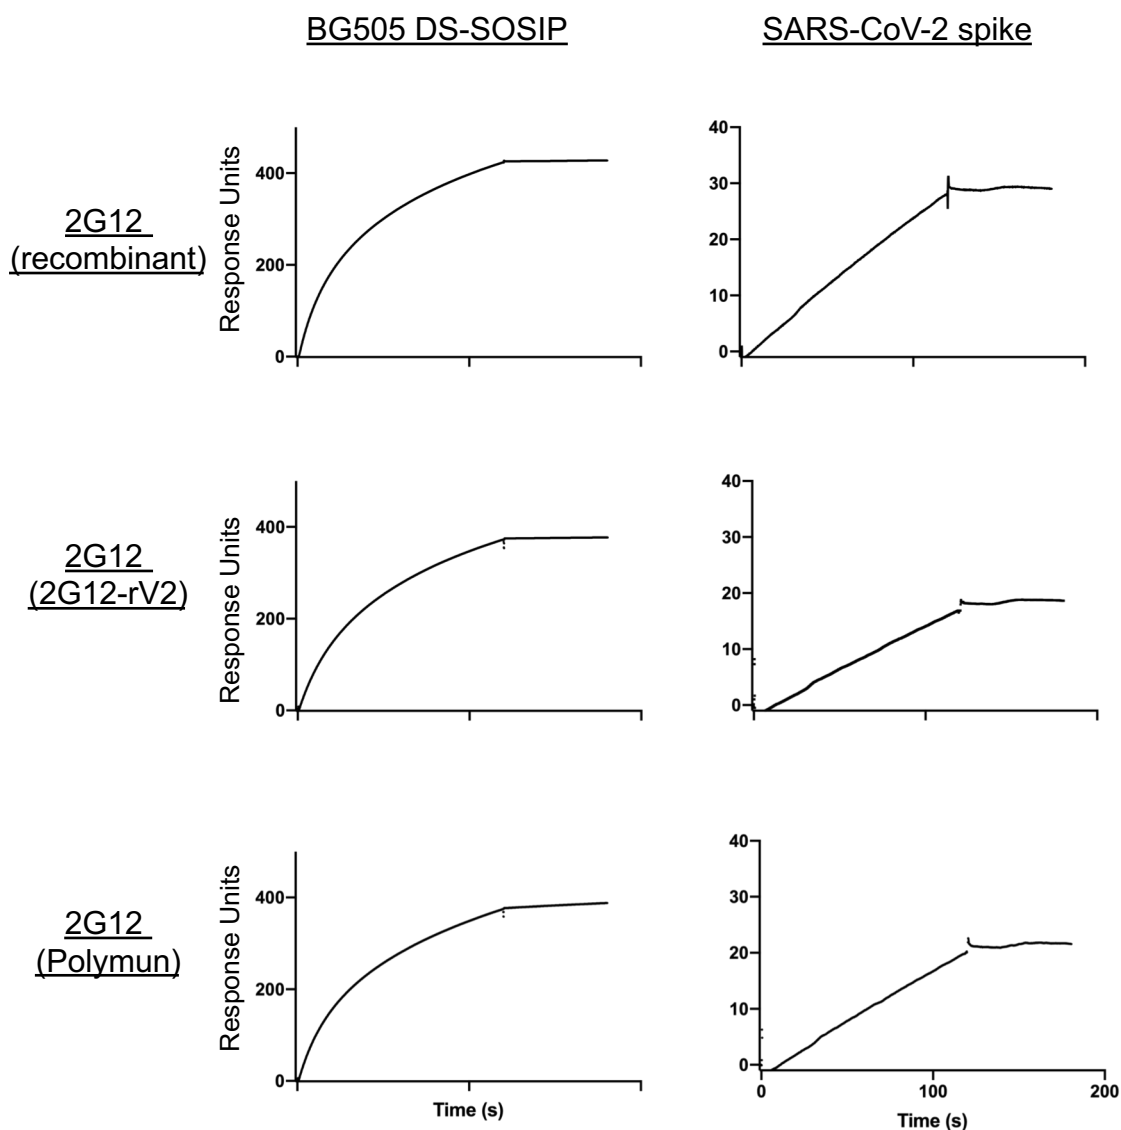 BG505 DS-SOSIP
SARS-CoV-2 spike
2G12
(recombinant)
Response Units
400
200
0
40
30
20
10
0
2G12
(2G12-rV2)
Response Units
400
200
0
40
30
20
10
0
2G12
(Polymun)
Response Units
400
200
0
Time (s)
40
30
20
10
0
0
100
200
Time (s)